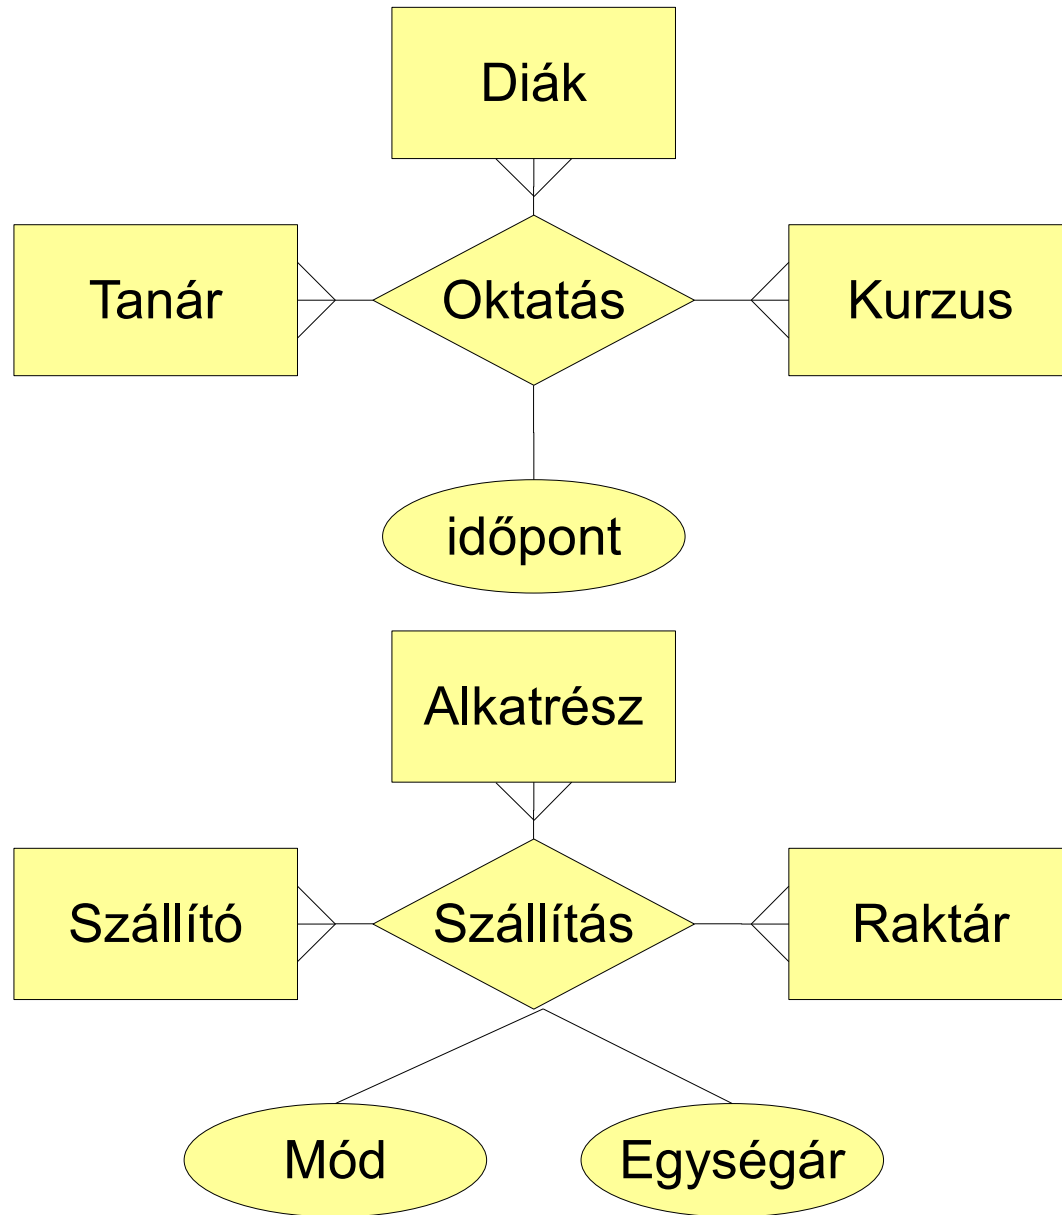 Diák
Tanár
Oktatás
Kurzus
időpont
Alkatrész
Szállító
Szállítás
Raktár
Mód
Egységár